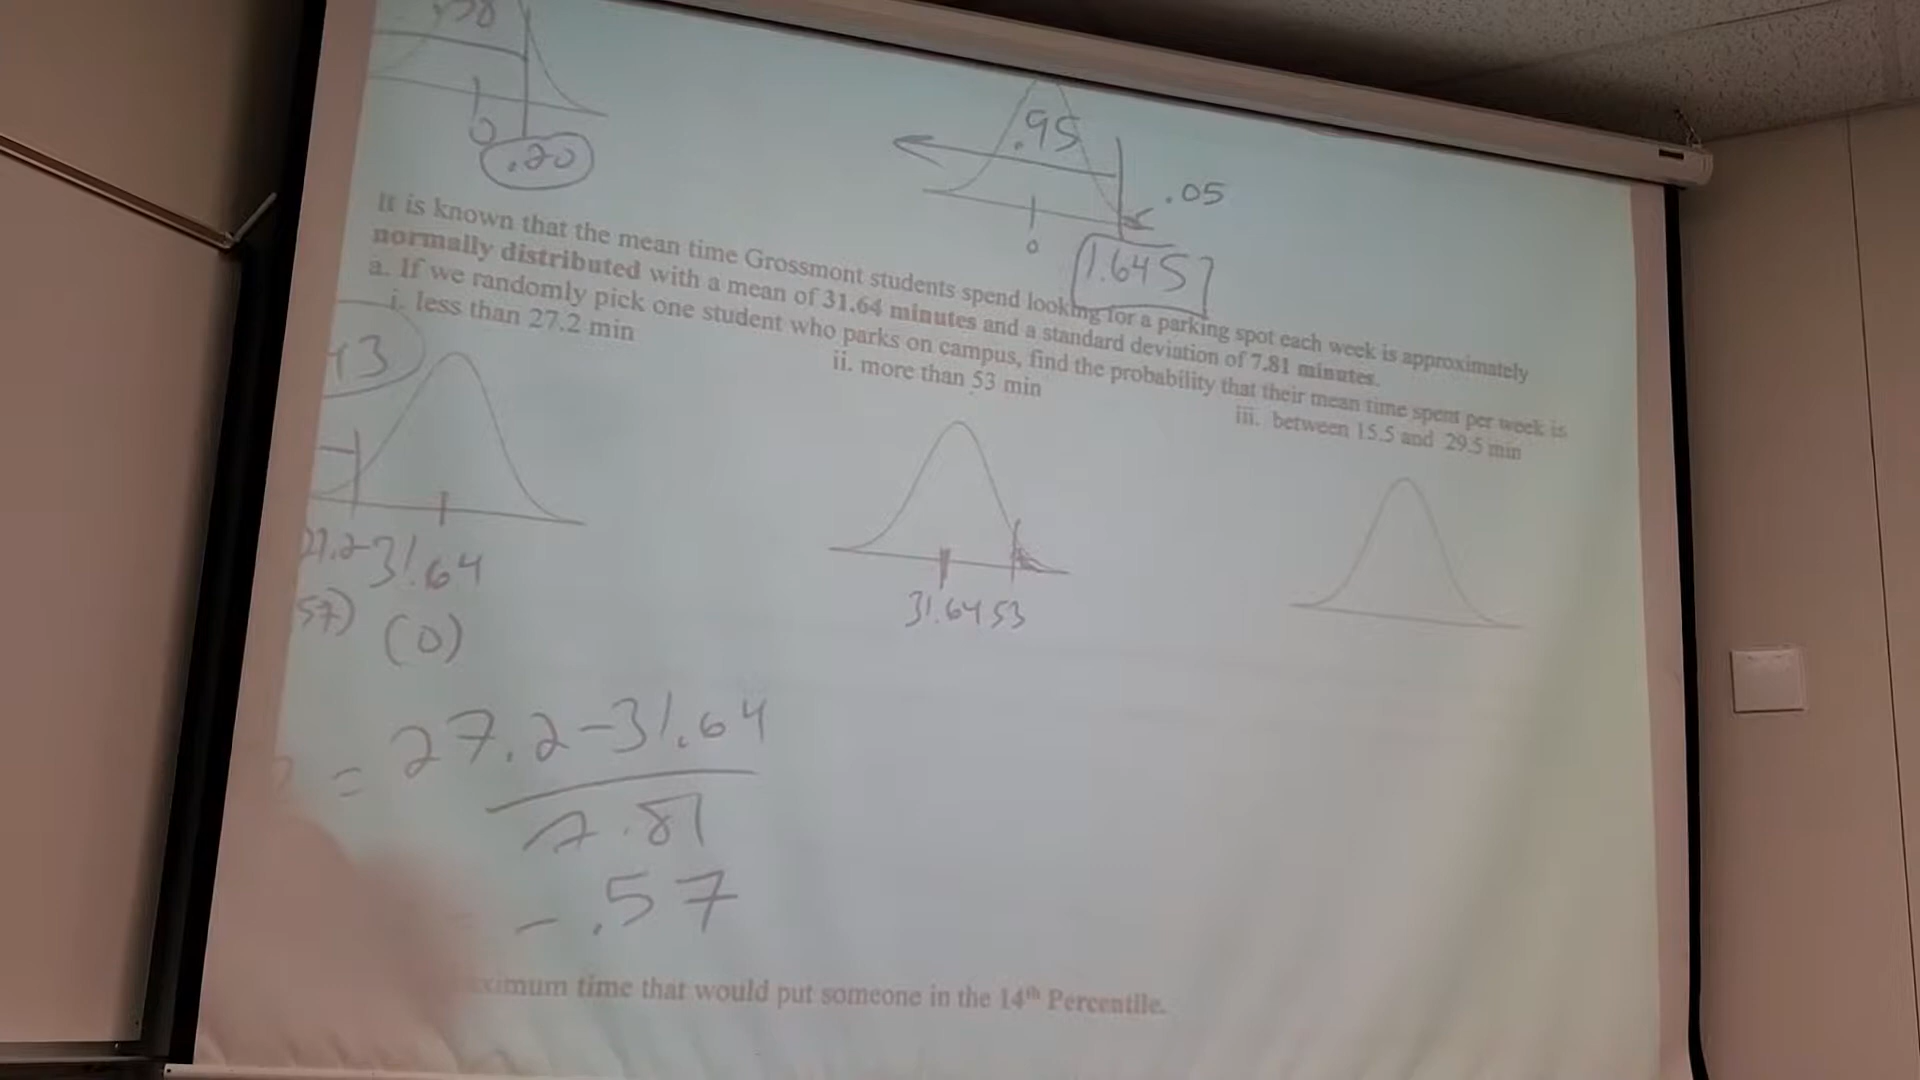 .20
0
.95
.05
0
1.645
It is known that the mean time Grossmont students spend looking for a parking spot each week is approximately
normally distributed with a mean of 31.64 minutes and a standard deviation of 7.81 minutes.
a. If we randomly pick one student who parks on campus, find the probability that their mean time spent per week is
i. less than 27.2 min
ii. more than 53 min
iii. between 15.5 and 29.5 min
27.2 31.64
57) (0)
31.64 53
= 27.2-31.64
7.81
-.57
time that would put someone in the 14th Percentile.